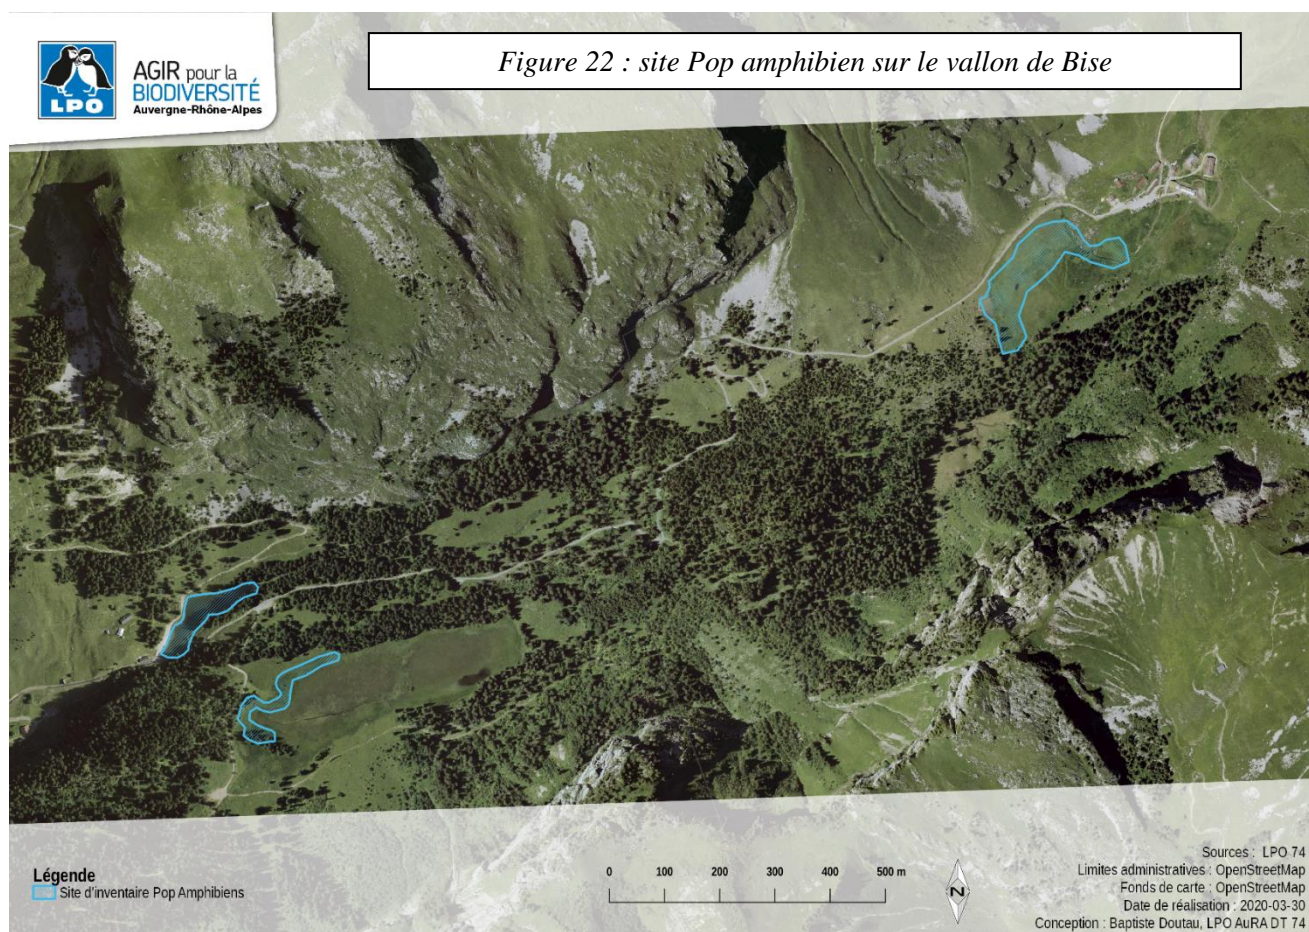 Figure 22 : site Pop amphibien sur le vallon de Bise
LPO
AGIR pour la
BIODIVERSITÉ
Auvergne-Rhône-Alpes
Légende
Site d'inventaire Pop Amphibiens
0 100 200 300 400 500 m
N
Sources : LPO 74
Limites administratives : OpenStreetMap
Fonds de carte : OpenStreetMap
Date de réalisation : 2020-03-30
Conception : Baptiste Doutau, LPO AuRA DT 74